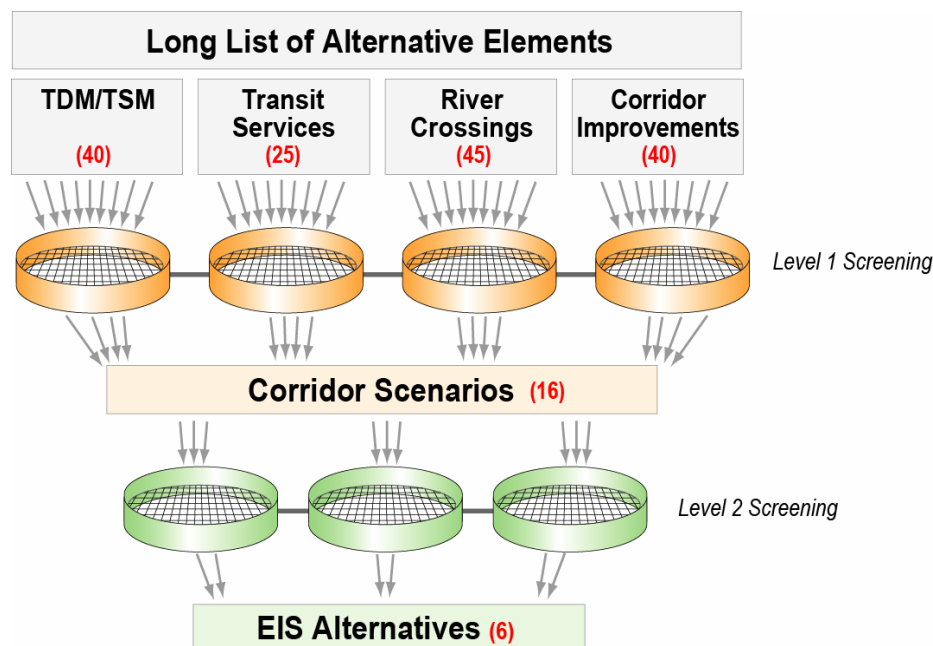 Long List of Alternative Elements
TDM/TSM
(40)
Transit
Services
(25)
River
Crossings
(45)
Corridor
Improvements
(40)
Level 1 Screening
Corridor Scenarios (16)
Level 2 Screening
EIS Alternatives (6)